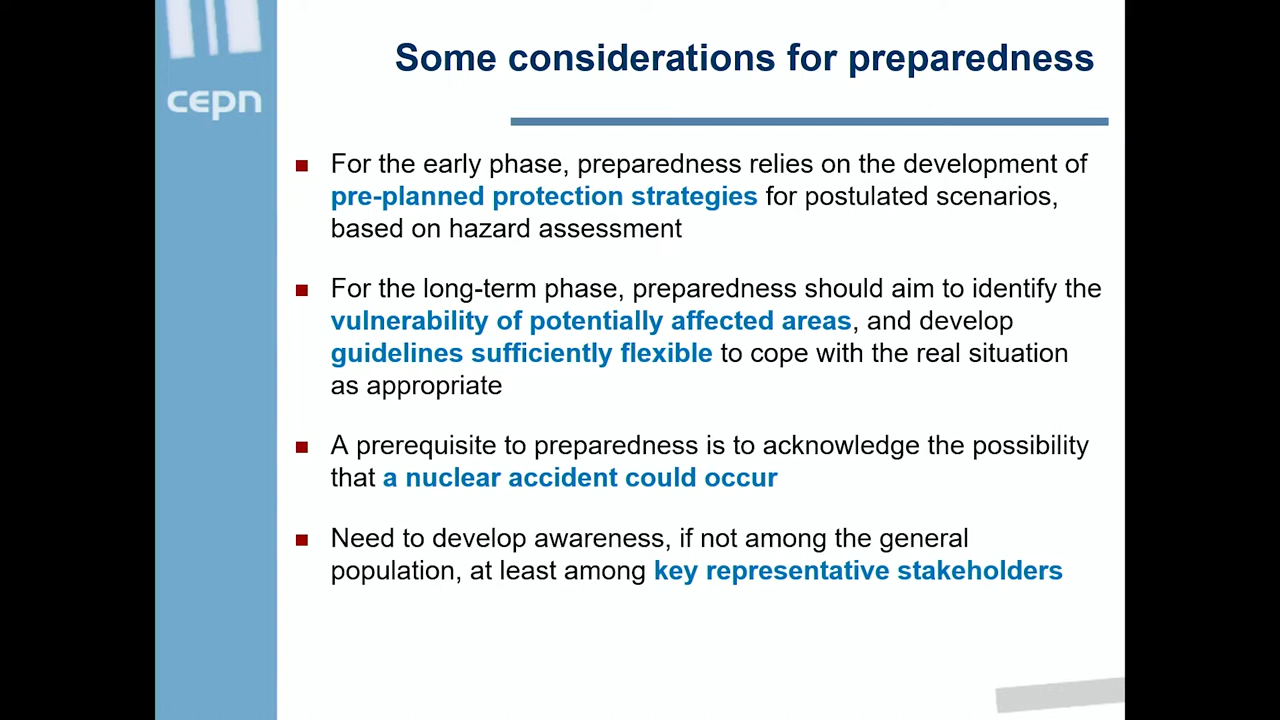 Some considerations for preparedness
cepn
■ For the early phase, preparedness relies on the development of
pre-planned protection strategies for postulated scenarios,
based on hazard assessment
■ For the long-term phase, preparedness should aim to identify the
vulnerability of potentially affected areas, and develop
guidelines sufficiently flexible to cope with the real situation
as appropriate
■ A prerequisite to preparedness is to acknowledge the possibility
that a nuclear accident could occur
■ Need to develop awareness, if not among the general
population, at least among key representative stakeholders